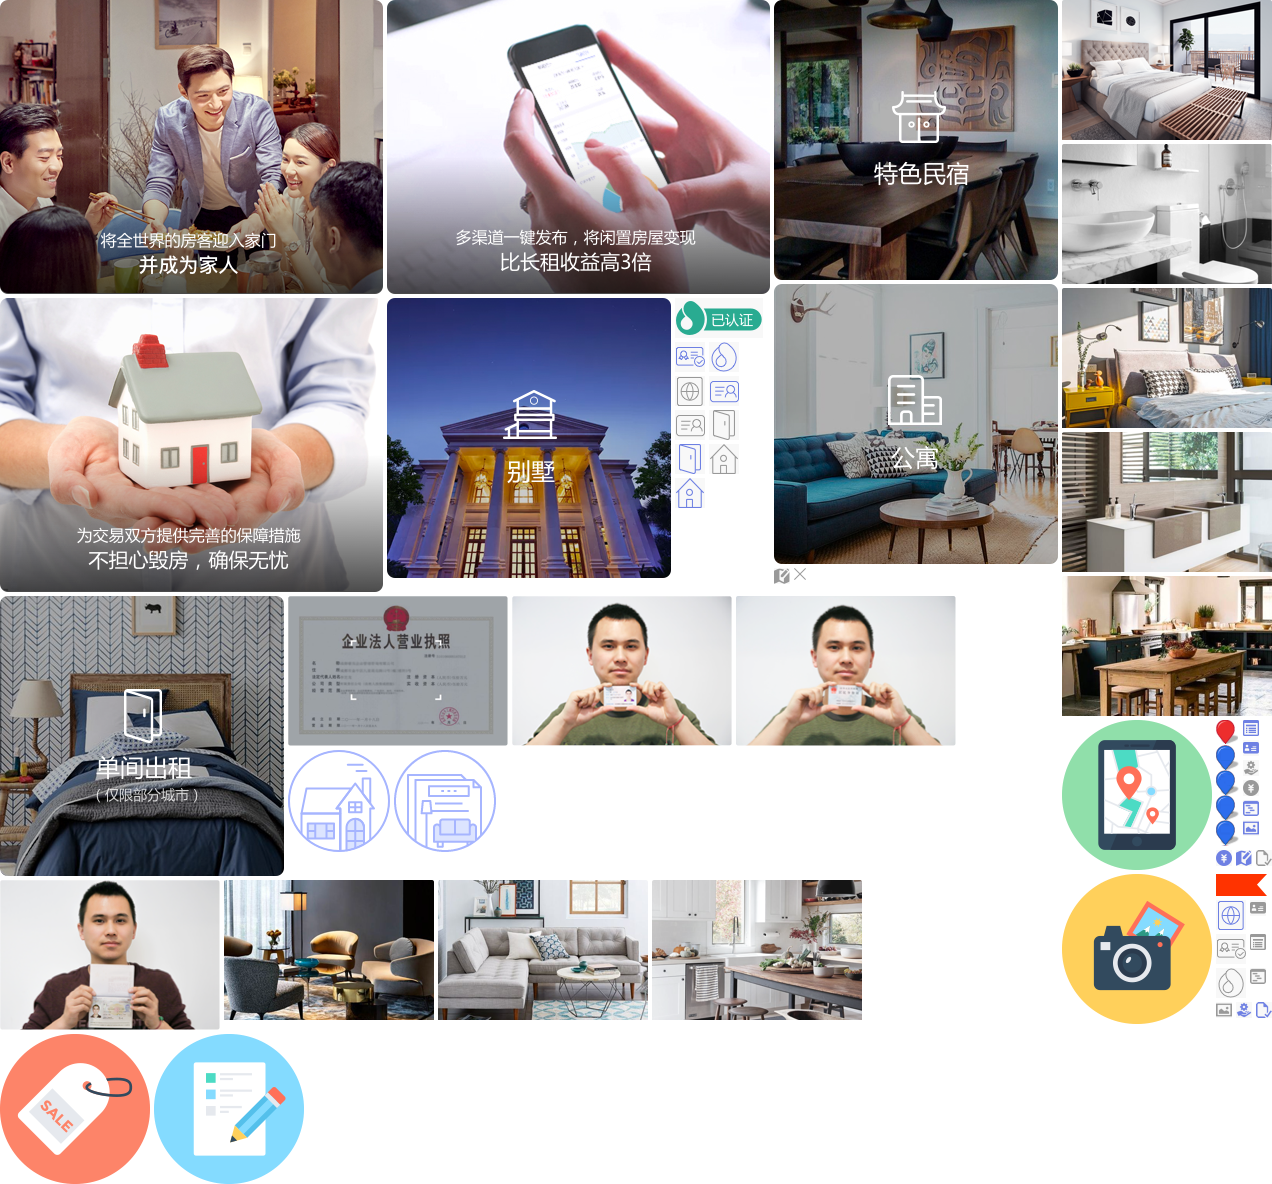 将全世界的房客迎入家门
并成为家人
多渠道一键发布，将闲置房屋变现
比长租收益高3倍
特色民宿
为交易双方提供完善的保障措施
不担心毁房，确保无忧
别墅
已认证
公寓
单间出租
（仅限部分城市）
企业法人营业执照
SALE